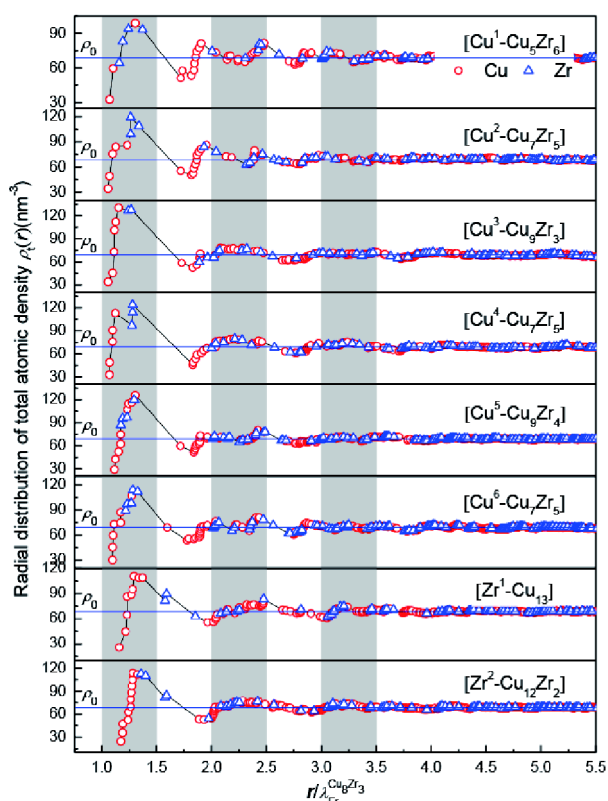 Radial distribution of total atomic density ρt(r)(nm⁻³)
90
60
30
ρ0
[Cu¹-Cu5Zr6]
Cu Zr
120
90
60
30
ρ0
[Cu²-Cu7Zr5]
120
90
60
30
ρ0
[Cu³-Cu9Zr3]
120
90
60
30
ρ0
[Cu⁴-Cu7Zr5]
120
90
60
30
ρ0
[Cu⁵-Cu9Zr4]
120
90
60
30
ρ0
[Cu⁶-Cu7Zr5]
120
90
60
30
ρ0
[Zr¹-Cu13]
120
90
60
30
ρ0
[Zr²-Cu12Zr2]
1.0 1.5 2.0 2.5 3.0 3.5 4.0 4.5 5.0 5.5